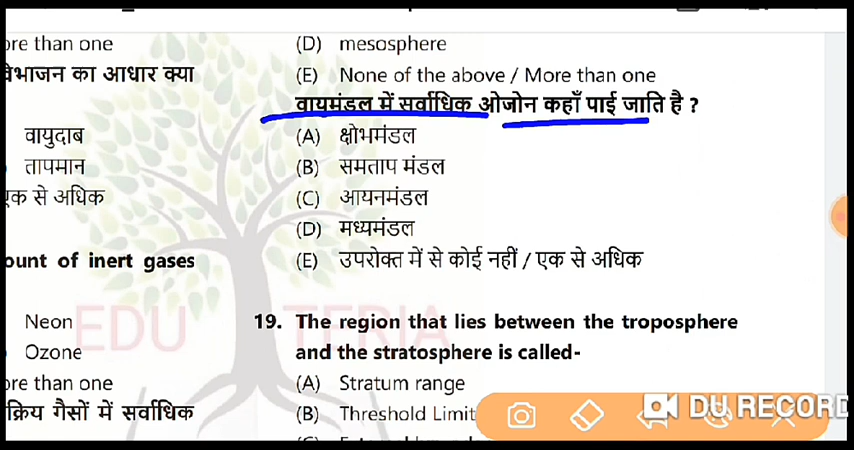 ore than one
वेभाजन का आधार क्या
वायुदाब
तापमान
एक से अधिक
ount of inert gases
Neon
Ozone
ore than one
क्रिय गैसों में सर्वाधिक
(D) mesosphere
(E) None of the above / More than one
वायमंडल में सर्वाधिक ओजोन कहाँ पाई जाति है ?
(A) क्षोभमंडल
(B) समताप मंडल
(C) आयनमंडल
(D) मध्यमंडल
(E) उपरोक्त में से कोई नहीं / एक से अधिक
19. The region that lies between the troposphere
and the stratosphere is called-
(A) Stratum range
(B) Threshold Limit
EDU TERIA
DU RECORD